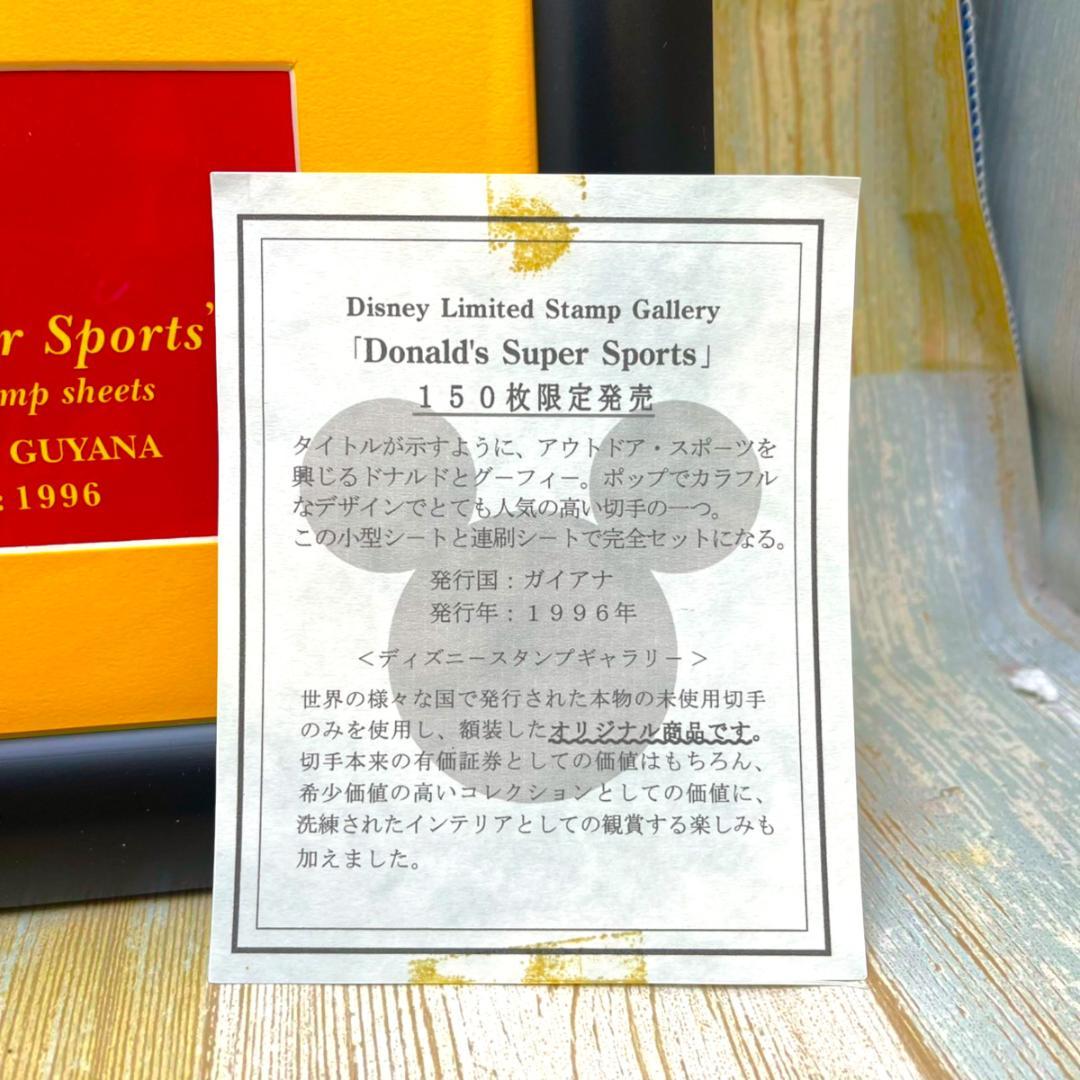 r Sports'
mp sheets
GUYANA
: 1996
Disney Limited Stamp Gallery
「Donald's Super Sports」
１５０枚限定発売
タイトルが示すように、アウトドア・スポーツを
興じるドナルドとグーフィー。ポップでカラフル
なデザインでとても人気の高い切手の一つ。
この小型シートと連刷シートで完全セットになる。
発行国：ガイアナ
発行年：１９９６年
＜ディズニースタンプギャラリー＞
世界の様々な国で発行された本物の未使用切手
のみを使用し、額装したオリジナル商品です。
切手本来の有価証券としての価値はもちろん、
希少価値の高いコレクションとしての価値に、
洗練されたインテリアとしての観賞する楽しみも
加えました。